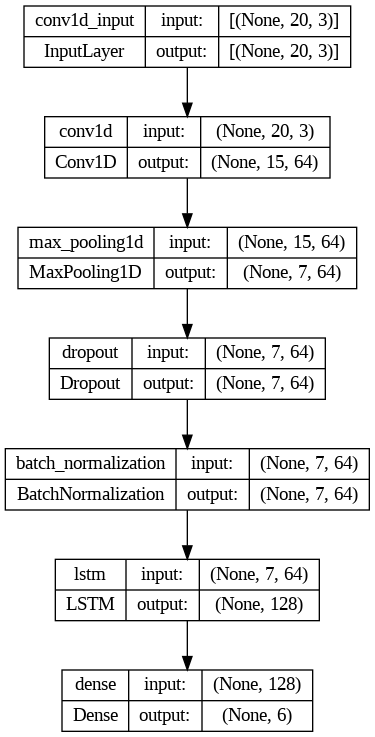 conv1d_input input: [(None, 20, 3)]
InputLayer output: [(None, 20, 3)]
conv1d input: (None, 20, 3)
Conv1D output: (None, 15, 64)
max_pooling1d input: (None, 15, 64)
MaxPooling1D output: (None, 7, 64)
dropout input: (None, 7, 64)
Dropout output: (None, 7, 64)
batch_normalization input: (None, 7, 64)
BatchNormalization output: (None, 7, 64)
lstm input: (None, 7, 64)
LSTM output: (None, 128)
dense input: (None, 128)
Dense output: (None, 6)